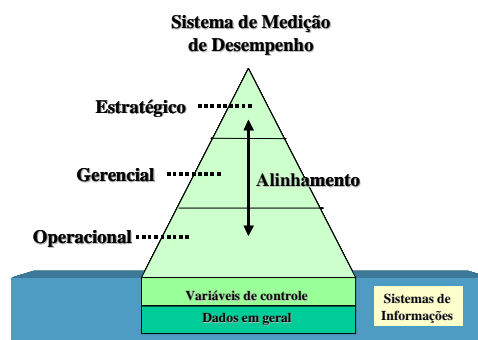 Sistema de Medição
de Desempenho
Estratégico
Gerencial
Alinhamento
Operacional
Variáveis de controle
Dados em geral
Sistemas de
Informações